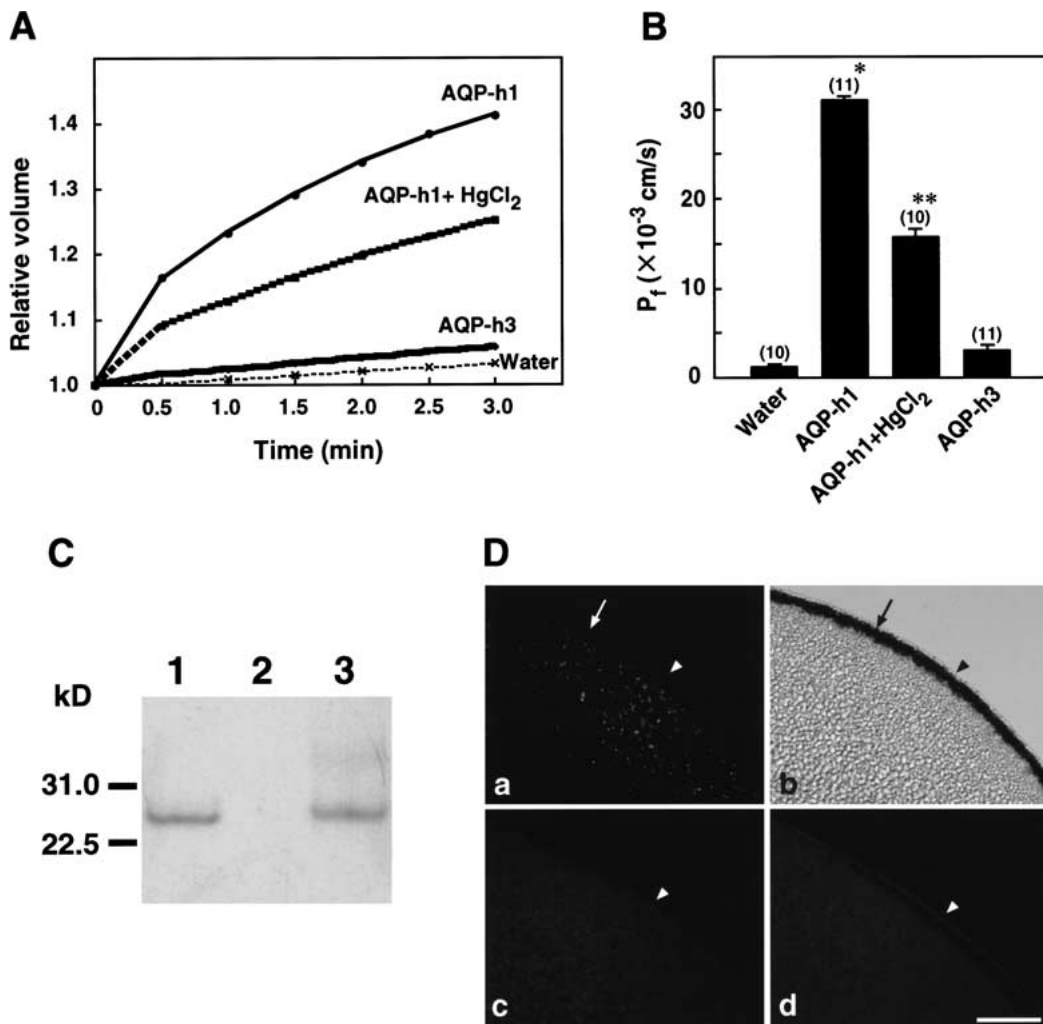 A
Relative volume
1.4
1.3
1.2
1.1
1.0
0
0.5
1.0
1.5
2.0
2.5
3.0
Time (min)
AQP-h1
AQP-h1+ HgCl2
AQP-h3
Water
B
Pf (×10-3 cm/s)
30
20
10
0
(10)
(11)
*
(10)
**
(11)
Water
AQP-h1
AQP-h1+HgCl2
AQP-h3
C
kD
1 2 3
31.0
22.5
D
a
b
c
d